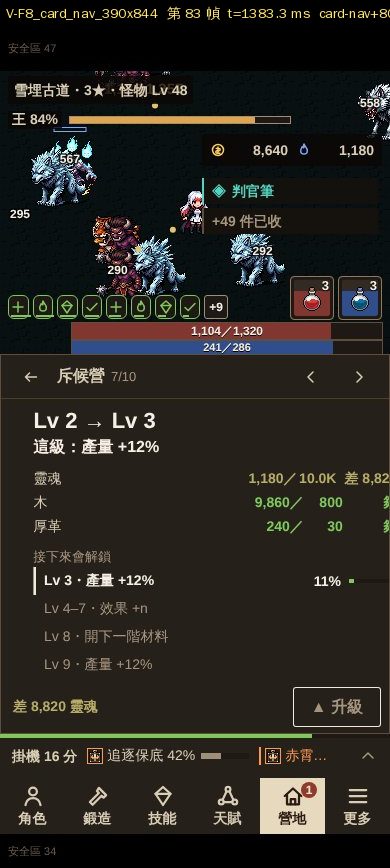 V-F8_card_nav_390x844 第 83 幀 t=1383.3 ms card-nav+80
安全區 47
雪埋古道・3★・怪物 Lv 48
558
王 84%
8,640 1,180
567
◈ 判官筆
295
+49 件已收
292
290
3 3
+9
1,104／1,320
241／286
← 斥候營 7/10
Lv 2 → Lv 3
這級：產量 +12%
靈魂 1,180／10.0K 差 8,82
木 9,860／ 800
厚革 240／ 30
接下來會解鎖
Lv 3・產量 +12% 11%
Lv 4–7・效果 +n
Lv 8・開下一階材料
Lv 9・產量 +12%
差 8,820 靈魂
▲ 升級
掛機 16 分 追逐保底 42% 赤霄…
1
角色 鍛造 技能 天賦 營地 更多
安全區 34